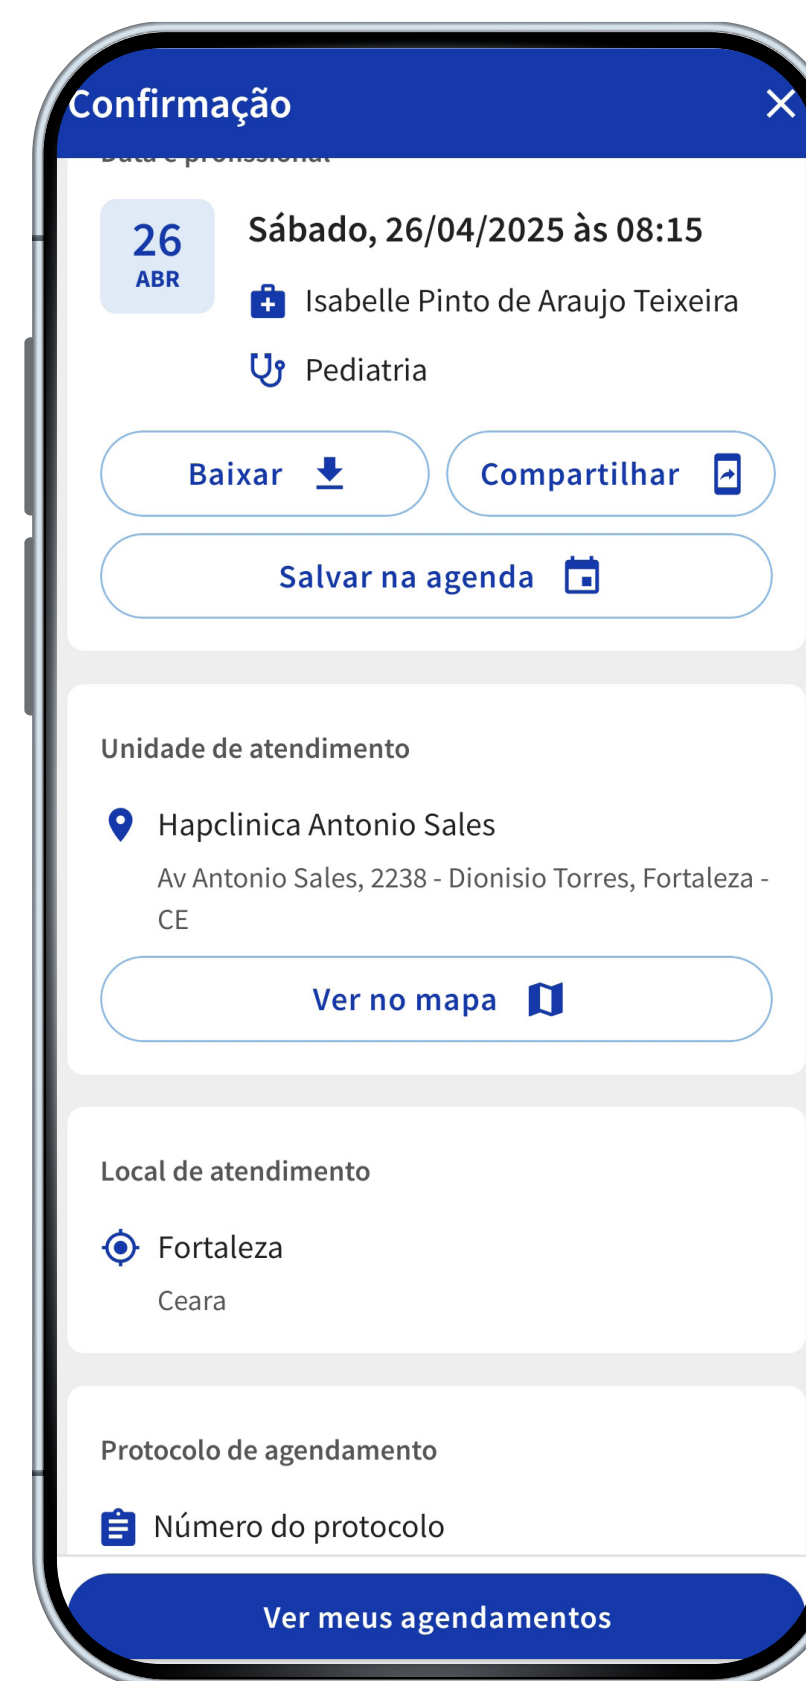 Confirmação
Data e profissional
26
ABR
Sábado, 26/04/2025 às 08:15
Isabelle Pinto de Araujo Teixeira
Pediatria
Baixar
Compartilhar
Salvar na agenda
Unidade de atendimento
Hapclinica Antonio Sales
Av Antonio Sales, 2238 - Dionisio Torres, Fortaleza -
CE
Ver no mapa
Local de atendimento
Fortaleza
Ceara
Protocolo de agendamento
Número do protocolo
Ver meus agendamentos